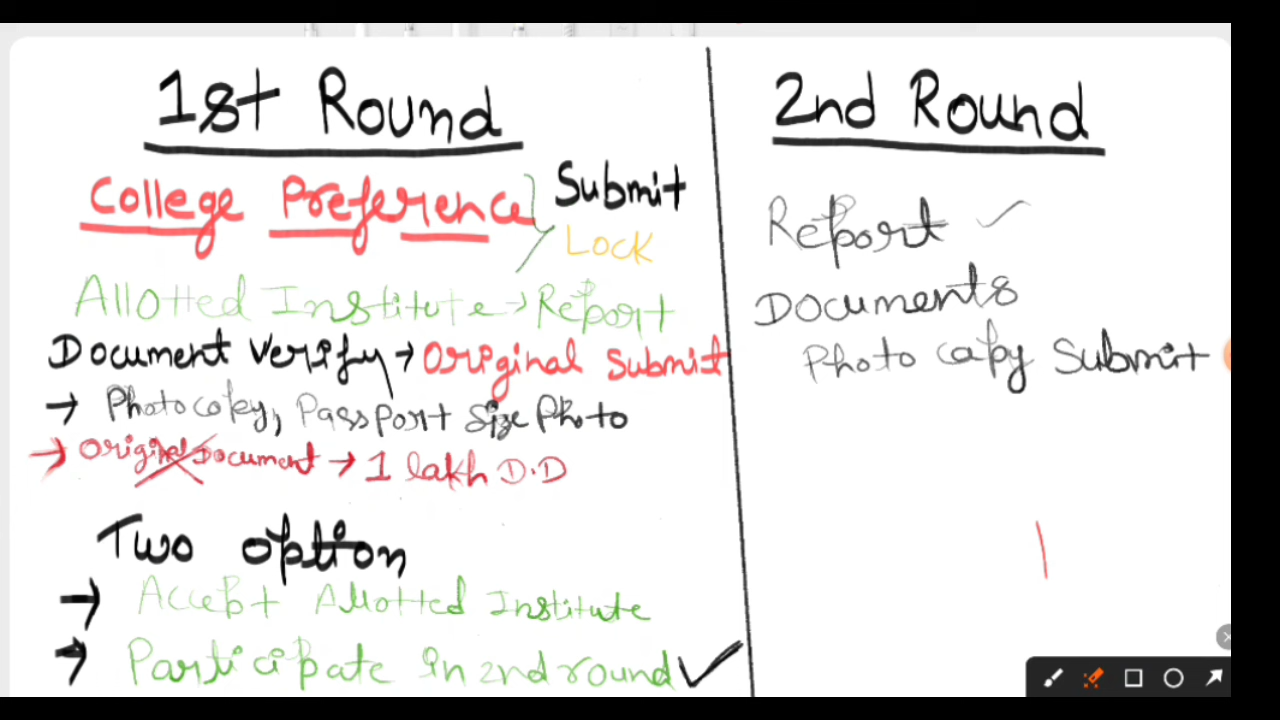 1st Round
College Preference Submit
Lock
Allotted Institute → Report
Document Verify → Original Submit
→ Photocopy, Passport Size Photo
→ Original Document → 1 lakh D.D
Two option
→ Accept Allotted Institute
→ Participate in 2nd round ✓
2nd Round
Report ✓
Documents
Photo copy Submit